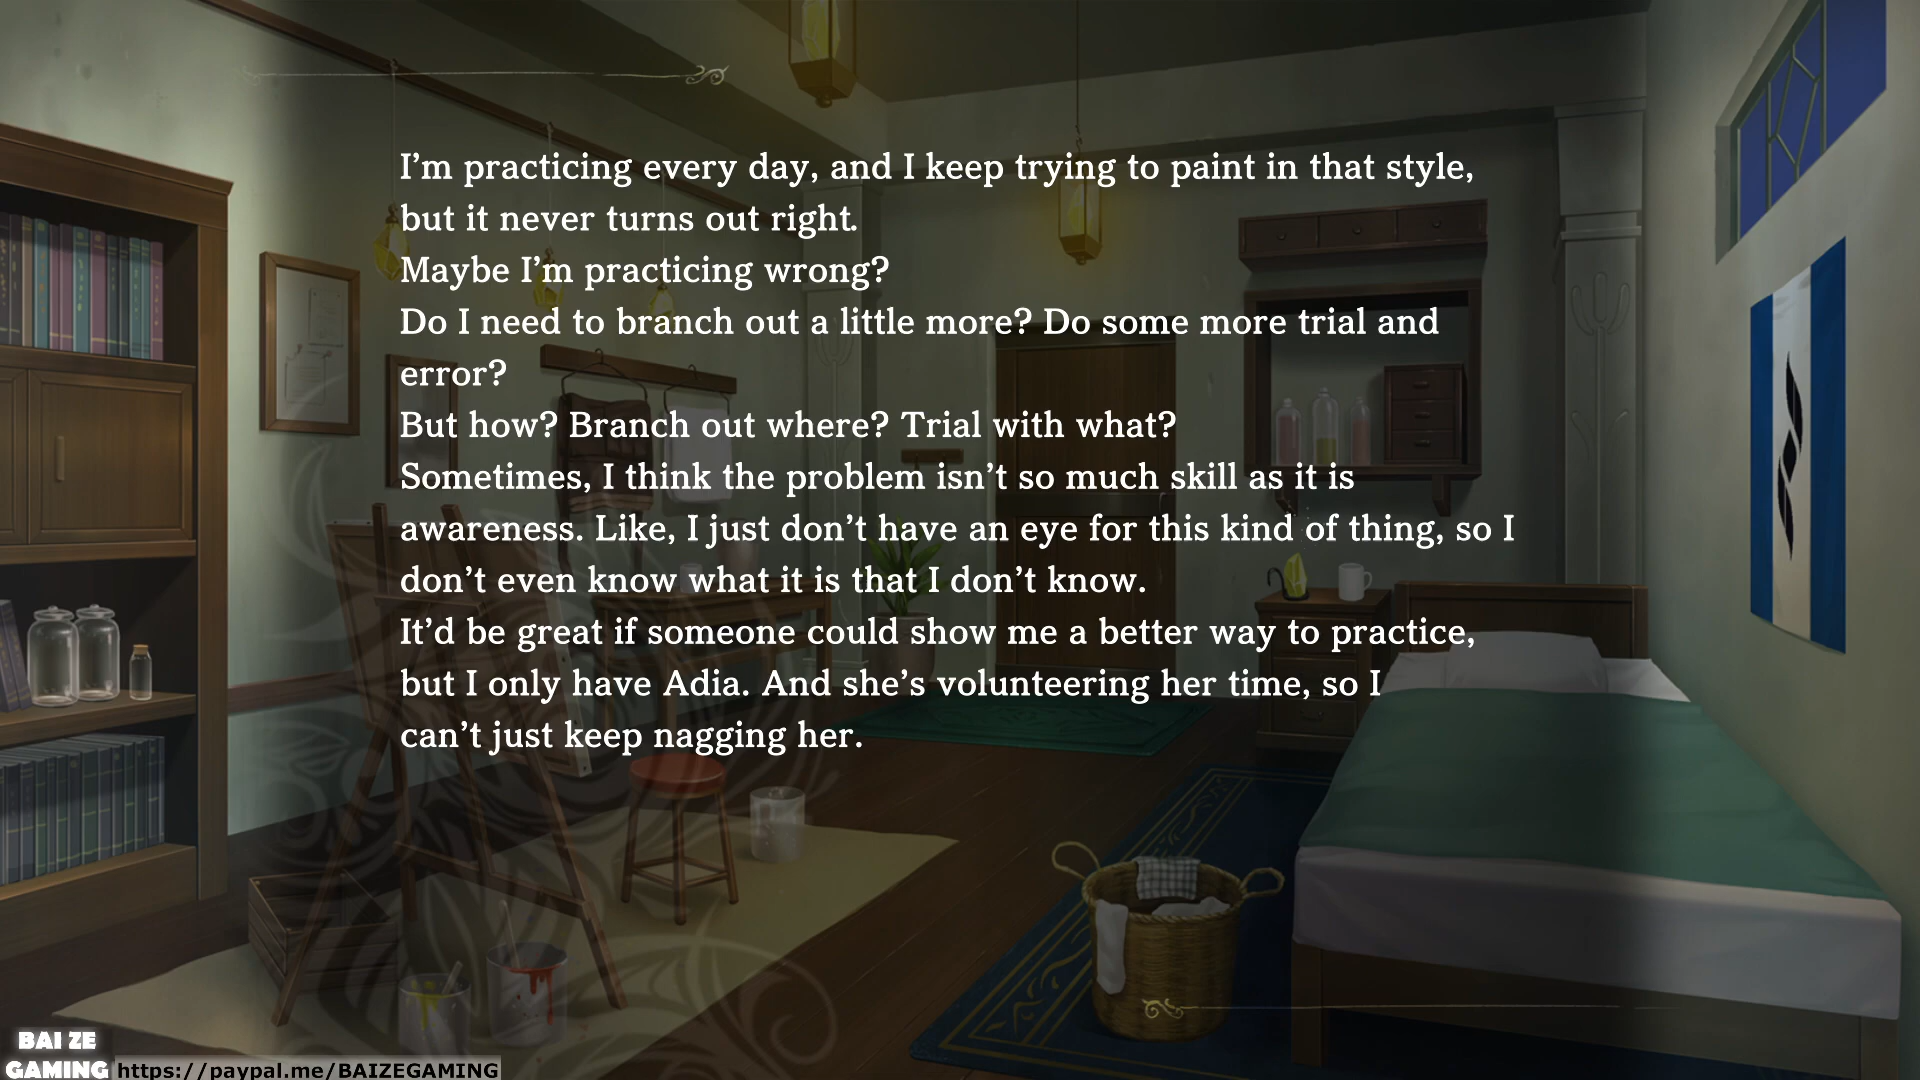 I’m practicing every day, and I keep trying to paint in that style,
but it never turns out right.
Maybe I’m practicing wrong?
Do I need to branch out a little more? Do some more trial and
error?
But how? Branch out where? Trial with what?
Sometimes, I think the problem isn’t so much skill as it is
awareness. Like, I just don’t have an eye for this kind of thing, so I
don’t even know what it is that I don’t know.
It’d be great if someone could show me a better way to practice,
but I only have Adia. And she’s volunteering her time, so I
can’t just keep nagging her.
BAI ZE
GAMING https://paypal.me/BAIZEGAMING